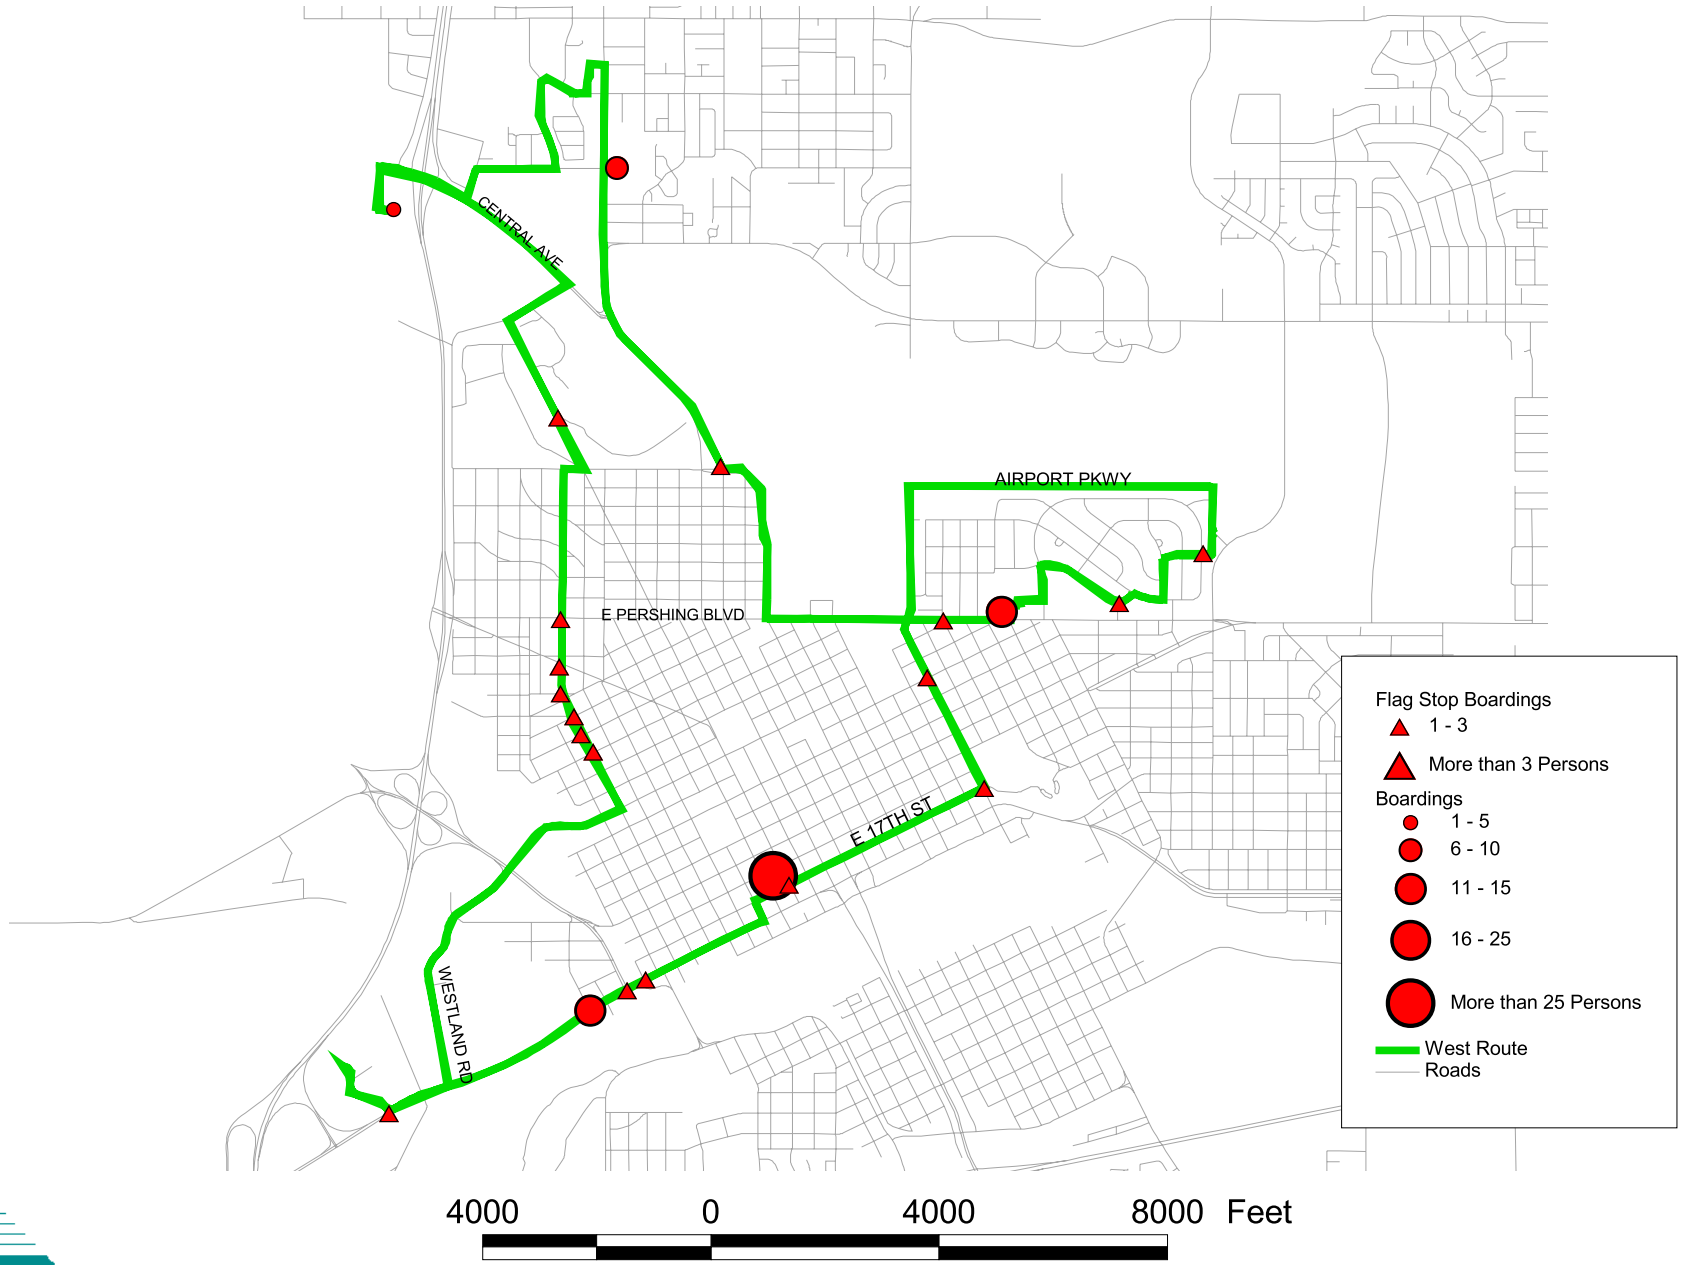 CENTRAL AVE
AIRPORT PKWY
E PERSHING BLVD
E 17TH ST
WESTLAND RD
Flag Stop Boardings
1 - 3
More than 3 Persons
Boardings
1 - 5
6 - 10
11 - 15
16 - 25
More than 25 Persons
West Route
Roads
4000 0 4000 8000 Feet